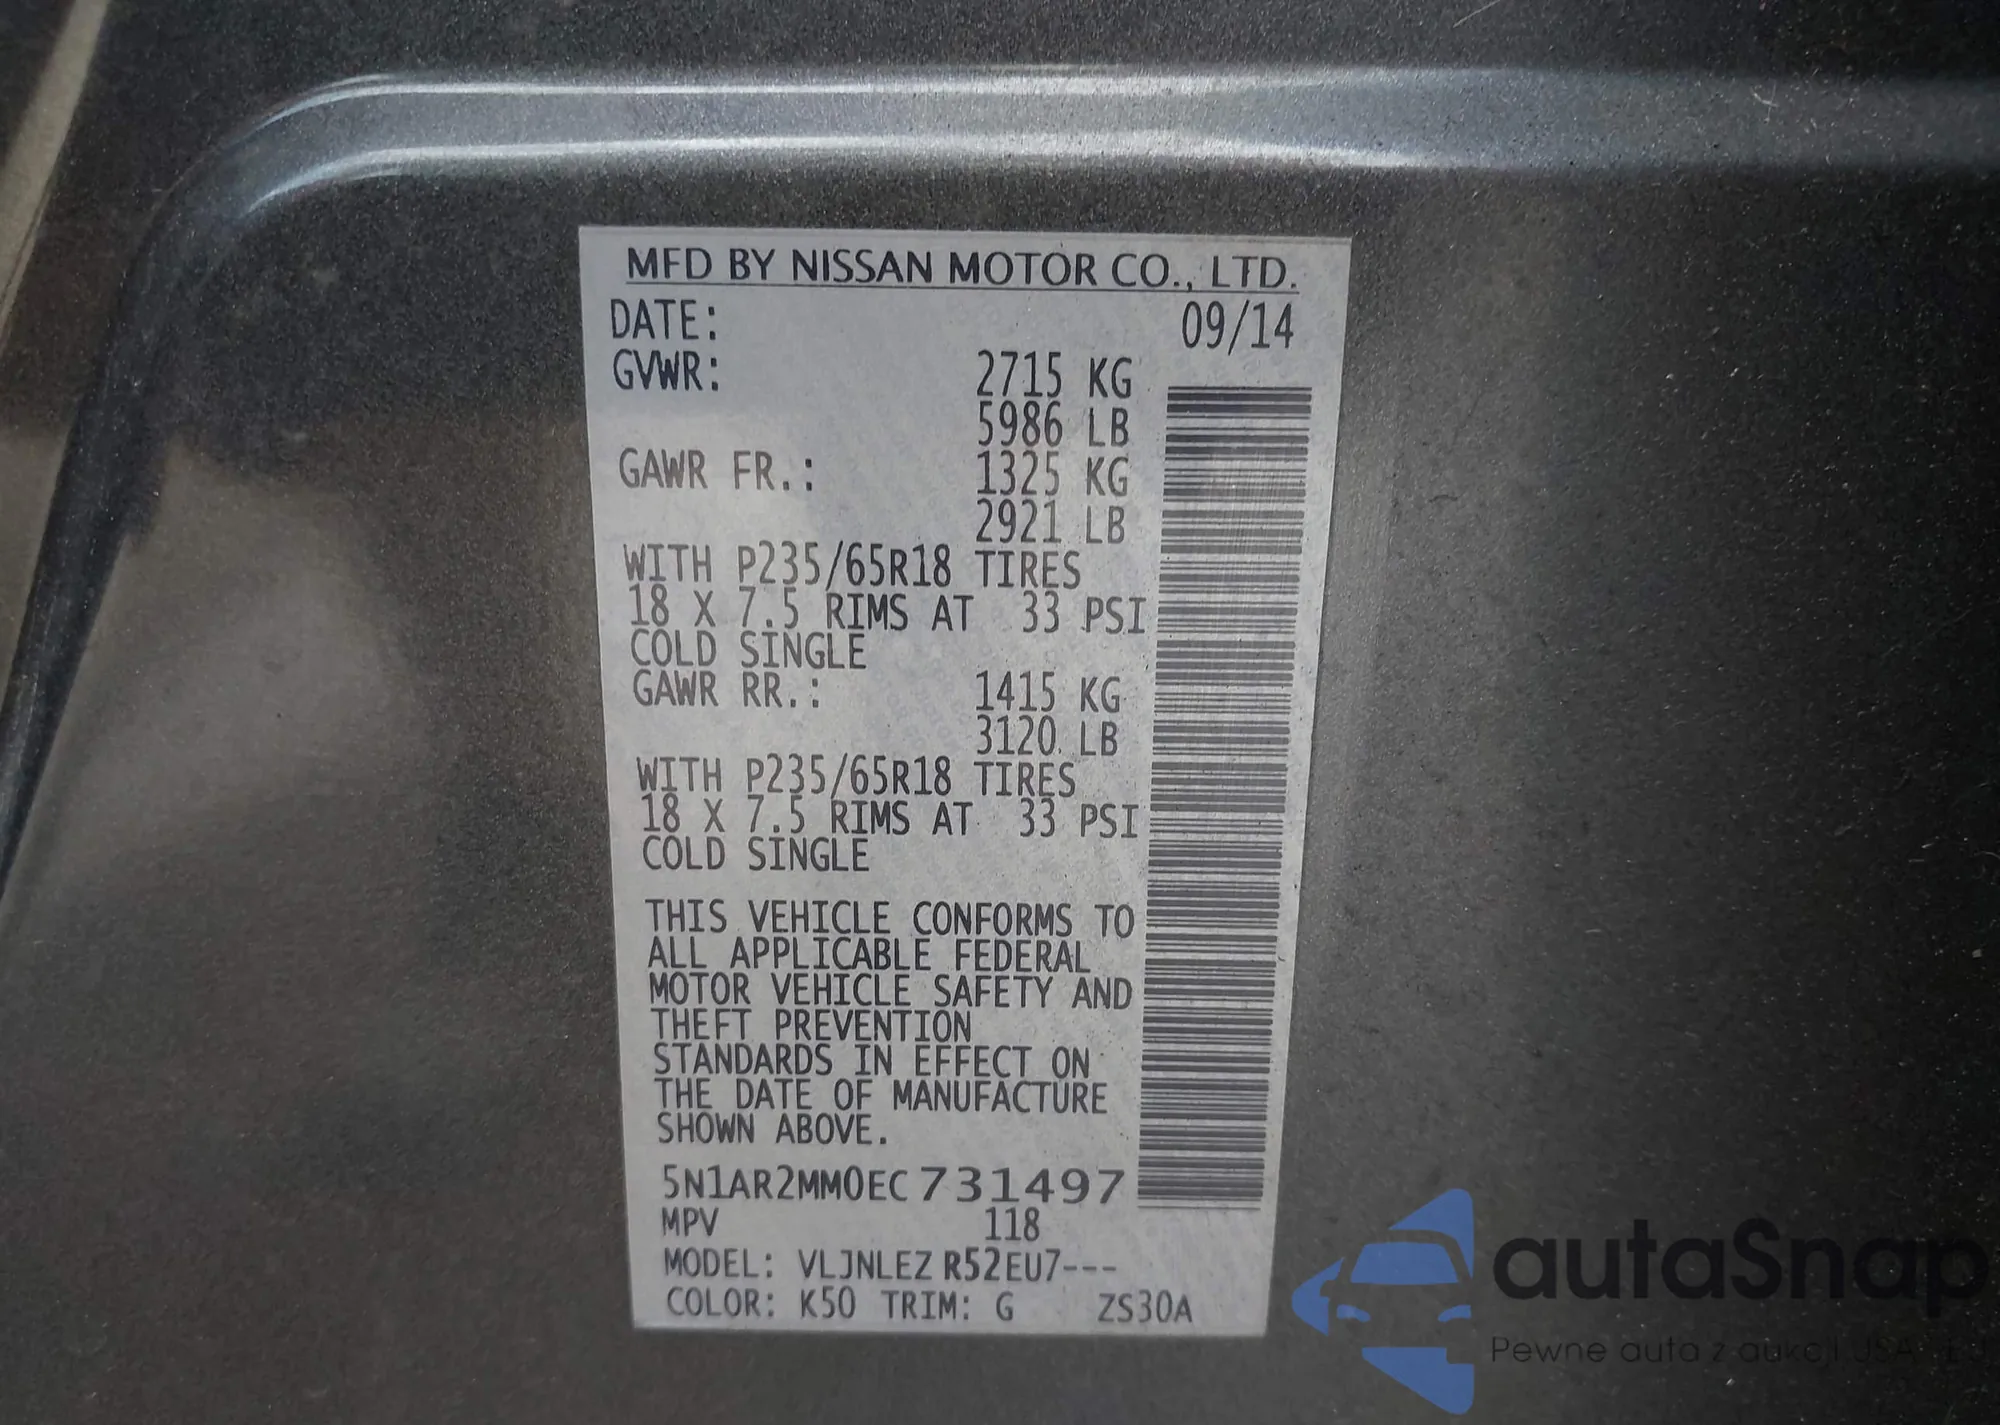 MFD BY NISSAN MOTOR CO., LTD.
DATE: 09/14
GVWR: 2715 KG
5986 LB
GAWR FR.: 1325 KG
2921 LB
WITH P235/65R18 TIRES
18 X 7.5 RIMS AT 33 PSI
COLD SINGLE
GAWR RR.: 1415 KG
3120 LB
WITH P235/65R18 TIRES
18 X 7.5 RIMS AT 33 PSI
COLD SINGLE
THIS VEHICLE CONFORMS TO
ALL APPLICABLE FEDERAL
MOTOR VEHICLE SAFETY AND
THEFT PREVENTION
STANDARDS IN EFFECT ON
THE DATE OF MANUFACTURE
SHOWN ABOVE.
5N1AR2MM0EC731497
MPV 118
MODEL: VLJNLEZ R52EU7---
COLOR: K50 TRIM: G ZS30A
autaSnap
Pewne auta z aukcji USA